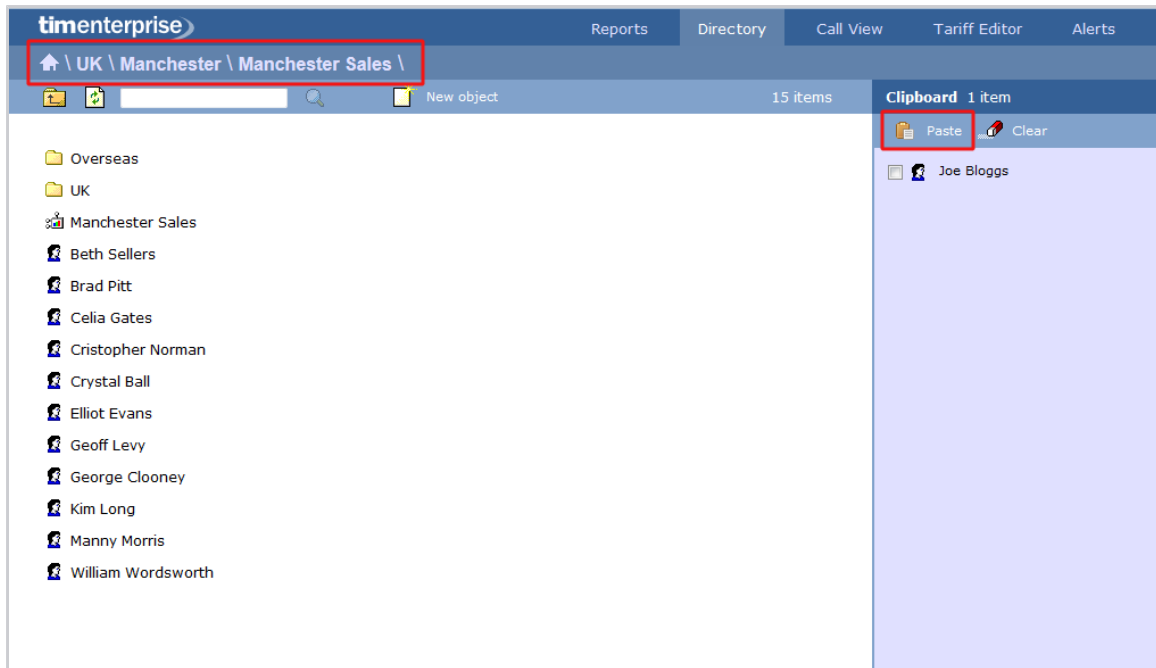 timenterprise Reports Directory Call View Tariff Editor Alerts
\ UK \ Manchester \ Manchester Sales \
New object 15 items Clipboard 1 item
Paste Clear
Joe Bloggs
Overseas
UK
Manchester Sales
Beth Sellers
Brad Pitt
Celia Gates
Cristopher Norman
Crystal Ball
Elliot Evans
Geoff Levy
George Clooney
Kim Long
Manny Morris
William Wordsworth